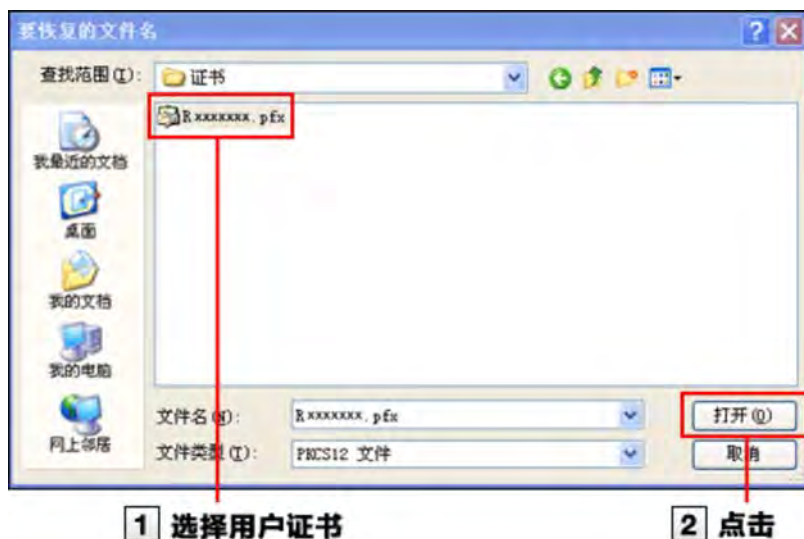 要恢复的文件名
查找范围(I): 证书
Rxxxxxxx.pfx
我最近的文档
桌面
我的文档
我的电脑
网上邻居
文件名(N): Rxxxxxxx.pfx 打开(O)
文件类型(T): PKCS12 文件 取消
1 选择用户证书 2 点击